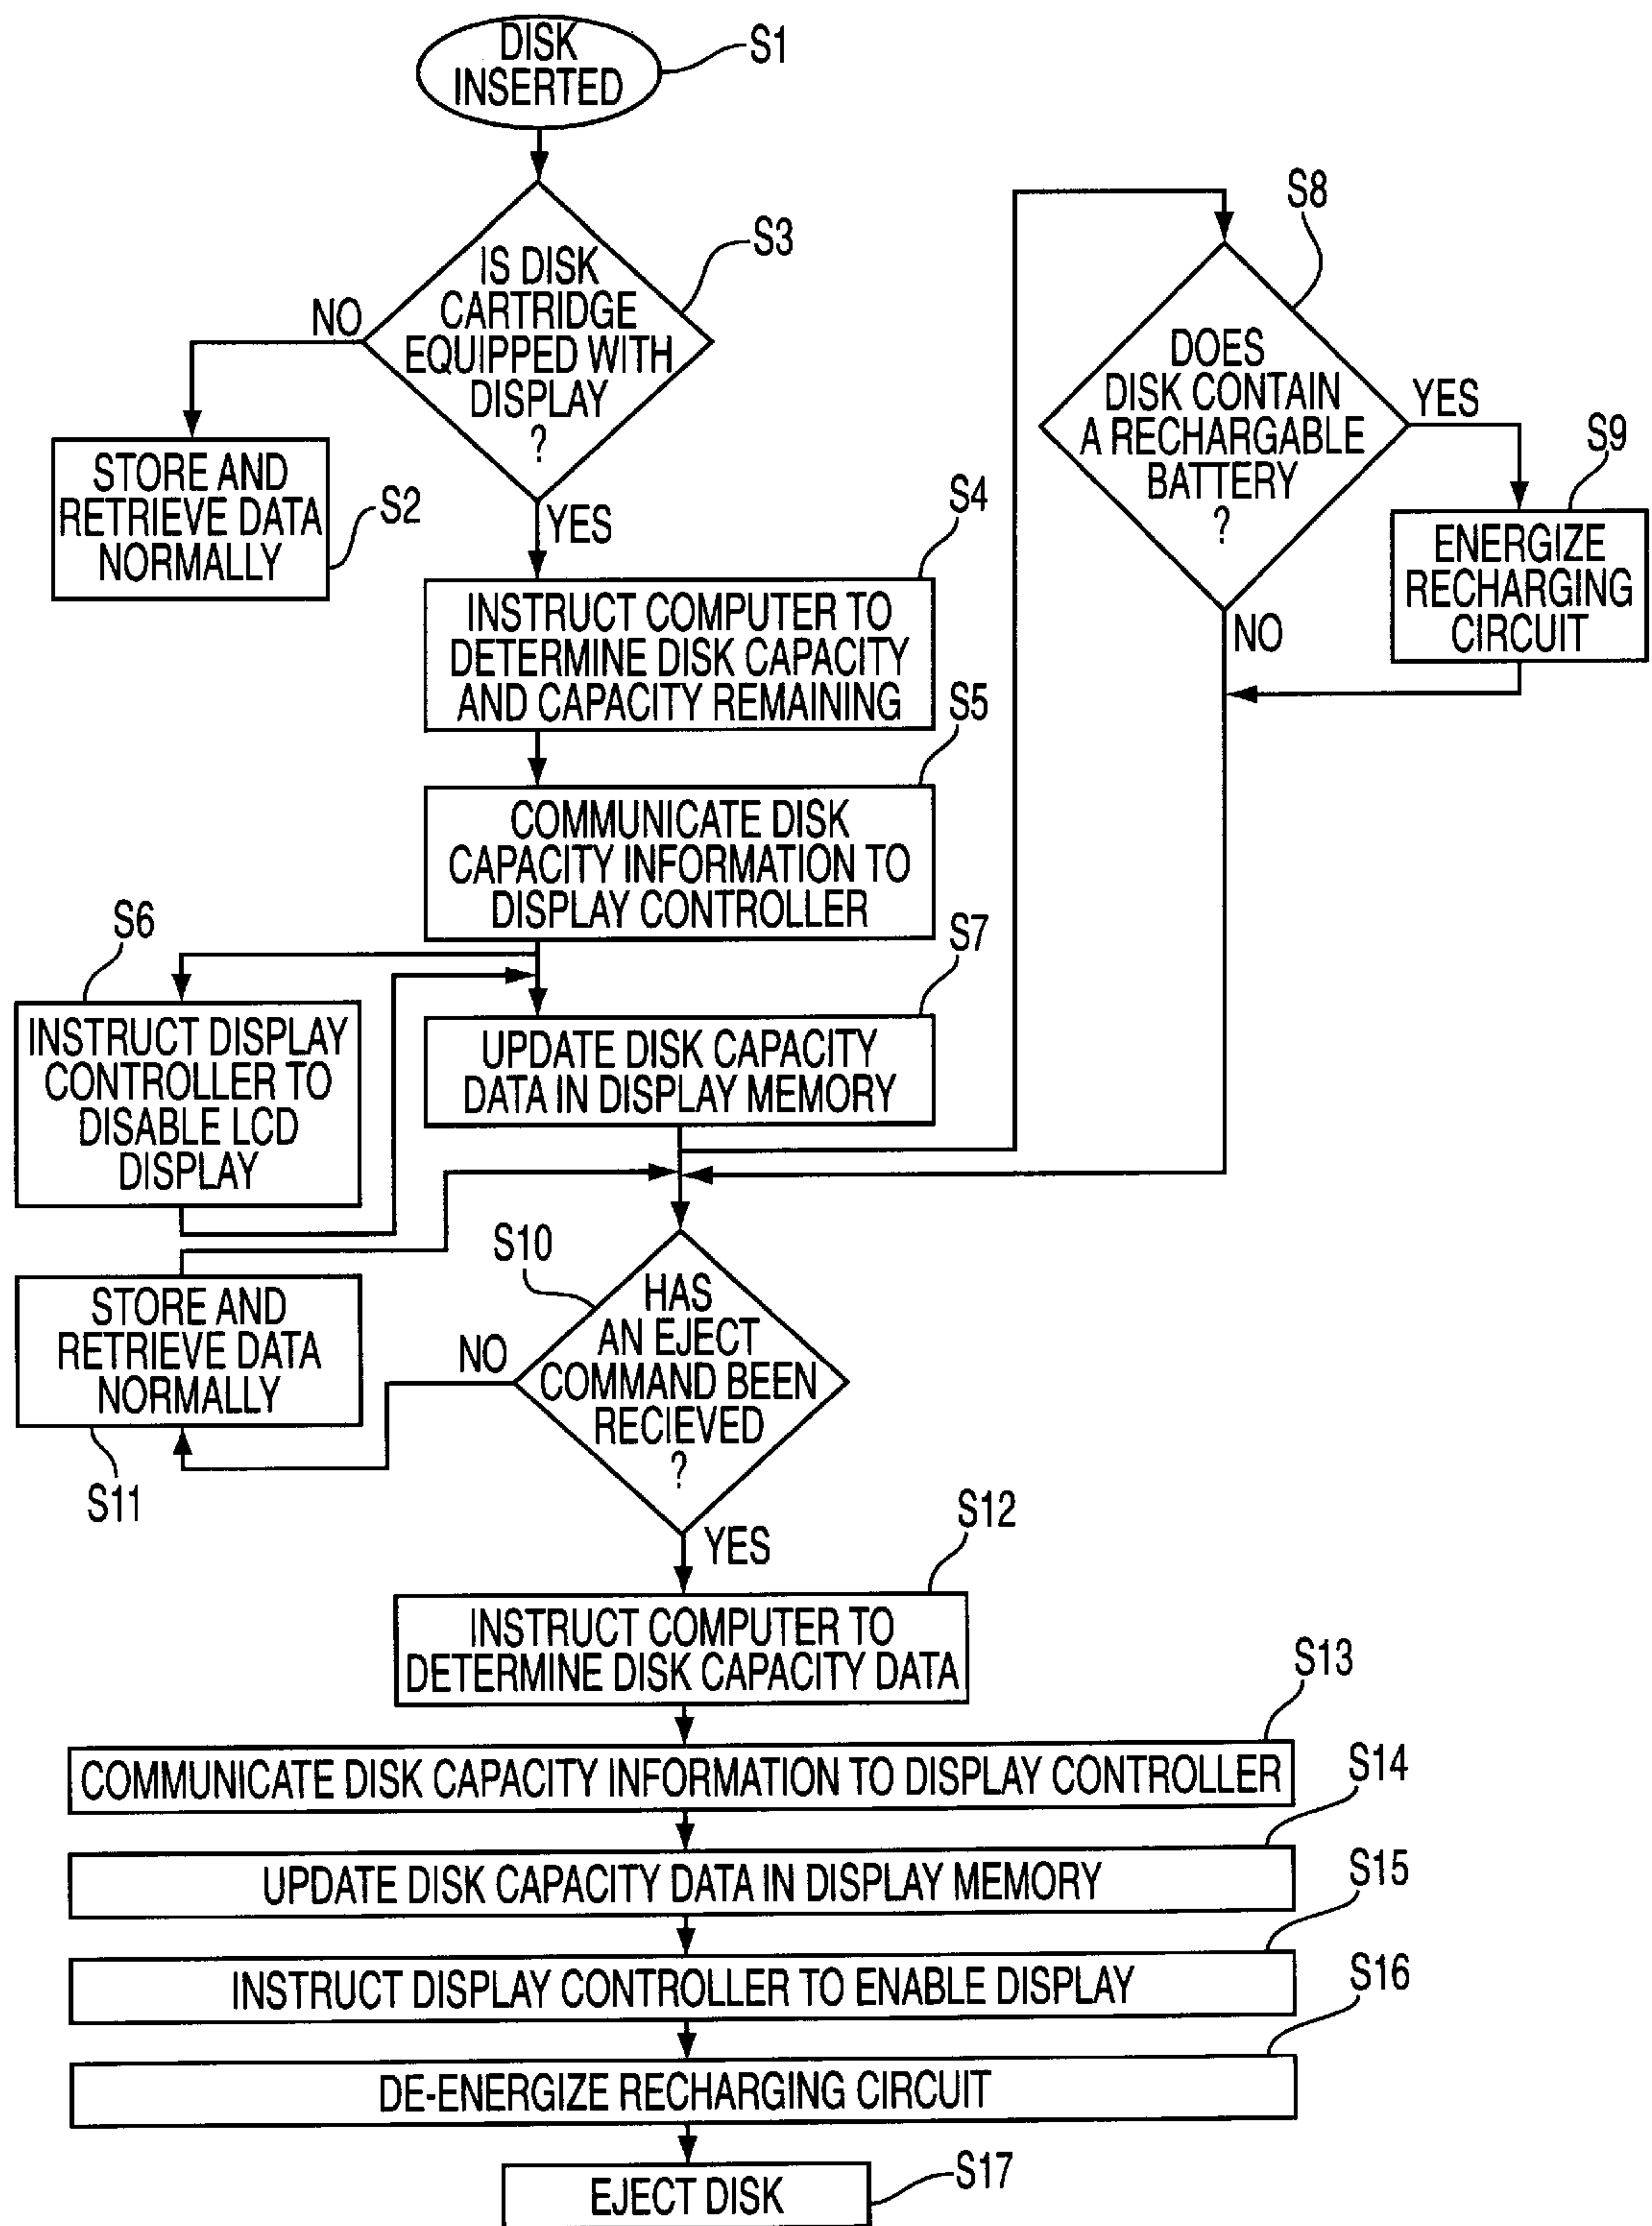 DISK
INSERTED
S1
IS DISK
CARTRIDGE
EQUIPPED WITH
DISPLAY
?
S3
NO
YES
STORE AND
RETRIEVE DATA
NORMALLY
S2
INSTRUCT COMPUTER TO
DETERMINE DISK CAPACITY
AND CAPACITY REMAINING
S4
COMMUNICATE DISK
CAPACITY INFORMATION TO
DISPLAY CONTROLLER
S5
S6
INSTRUCT DISPLAY
CONTROLLER TO
DISABLE LCD
DISPLAY
S7
UPDATE DISK CAPACITY
DATA IN DISPLAY MEMORY
S8
DOES
DISK CONTAIN
A RECHARGABLE
BATTERY
?
YES
NO
S9
ENERGIZE
RECHARGING
CIRCUIT
S10
HAS
AN EJECT
COMMAND BEEN
RECIEVED
?
NO
YES
STORE AND
RETRIEVE DATA
NORMALLY
S11
S12
INSTRUCT COMPUTER TO
DETERMINE DISK CAPACITY DATA
S13
COMMUNICATE DISK CAPACITY INFORMATION TO DISPLAY CONTROLLER
S14
UPDATE DISK CAPACITY DATA IN DISPLAY MEMORY
S15
INSTRUCT DISPLAY CONTROLLER TO ENABLE DISPLAY
S16
DE-ENERGIZE RECHARGING CIRCUIT
S17
EJECT DISK